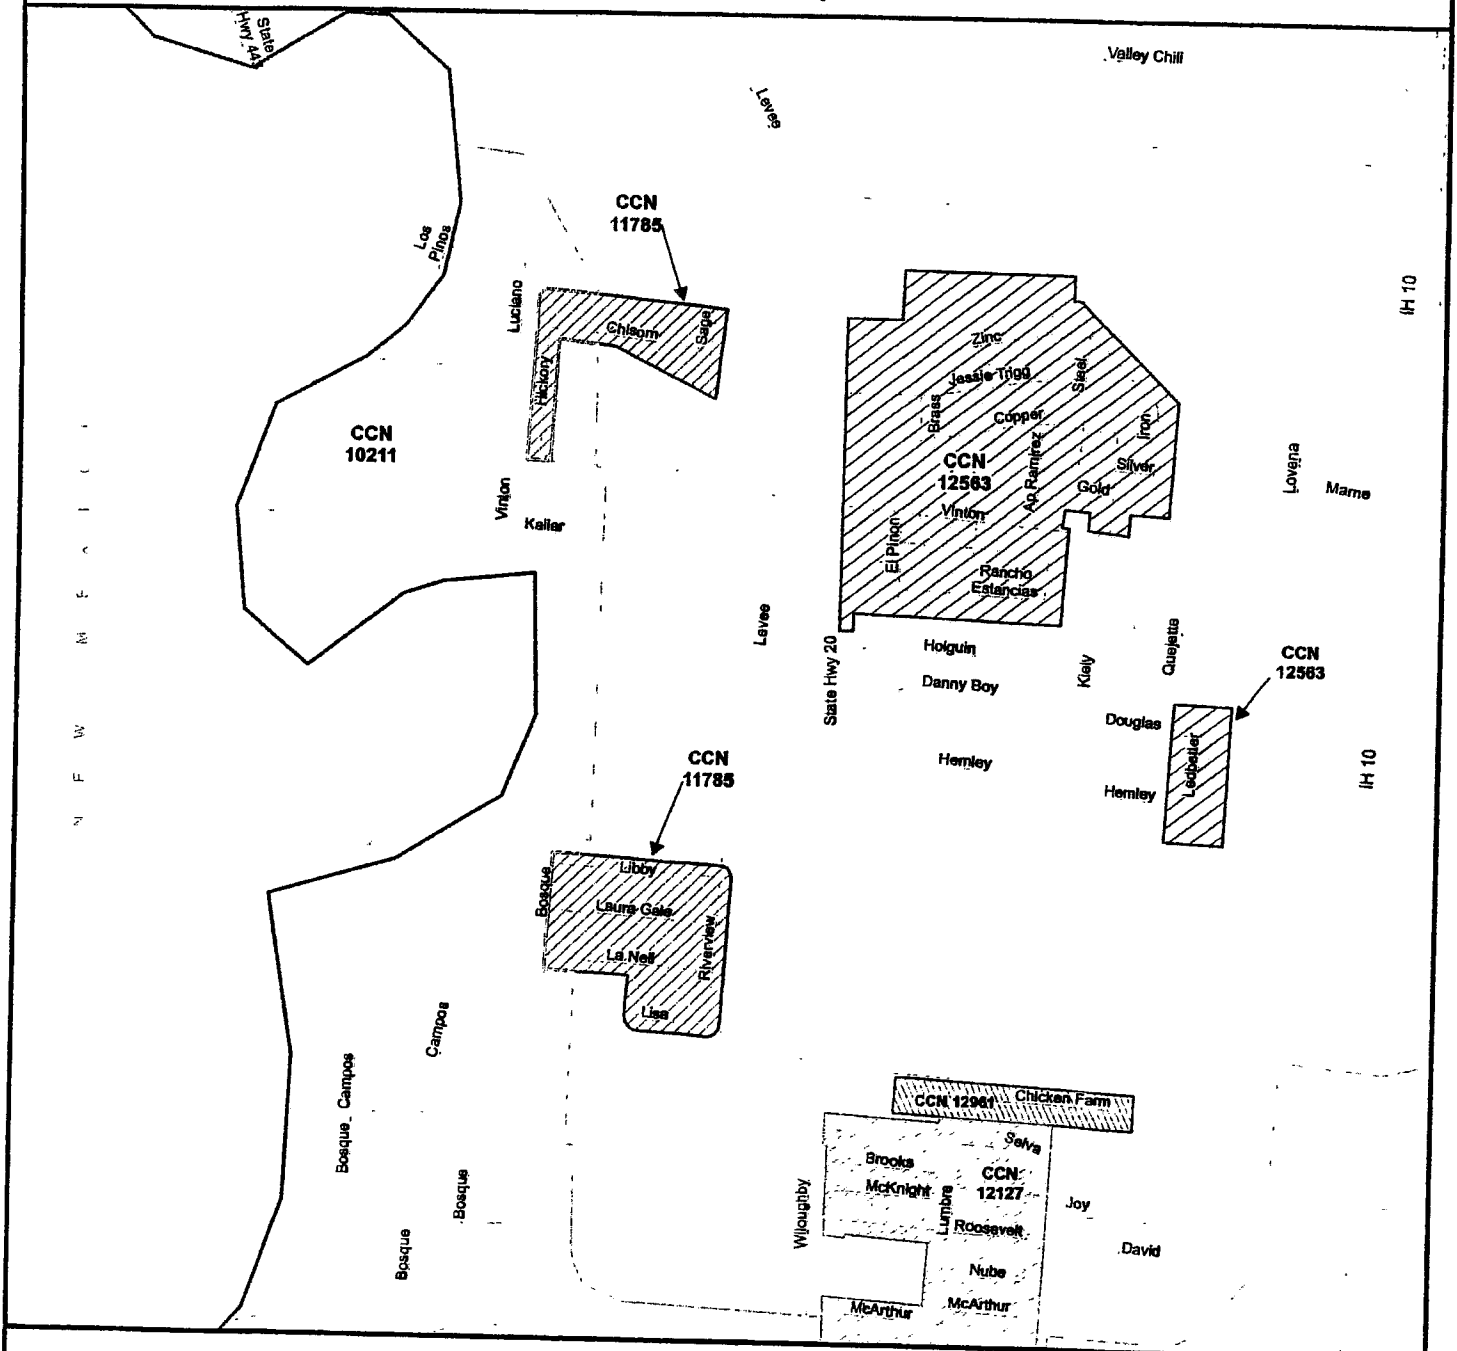 State
Hwy. 44
Valley Chili
Levee
CCN
11785
Los
Pinos
IH 10
Luciano
Chisom
Sage
Zinc
Hickory
Jessie Trigg
Steel
Brass
Copper
Iron
CCN
10211
CCN
12563
Ap Ramirez
Silver
Gold
Lovena
Marne
Vinton
Kaliar
Vinton
El Pinon
Rancho
Estancias
Levee
State Hwy 20
Holguin
Danny Boy
Kiely
Quejette
CCN
12563
Douglas
Hemley
Hemley
Ledbetter
IH 10
CCN
11785
Bosque
Libby
Laura Gale
La Nell
Riverview
Lisa
Campos
Bosque Campos
Bosque
Bosque
CCN 12961
Chicken Farm
Selva
Brooks
McKnight
CCN
12127
Willoughby
Lumbre
Joy
Roosevelt
David
Nube
McArthur
McArthur